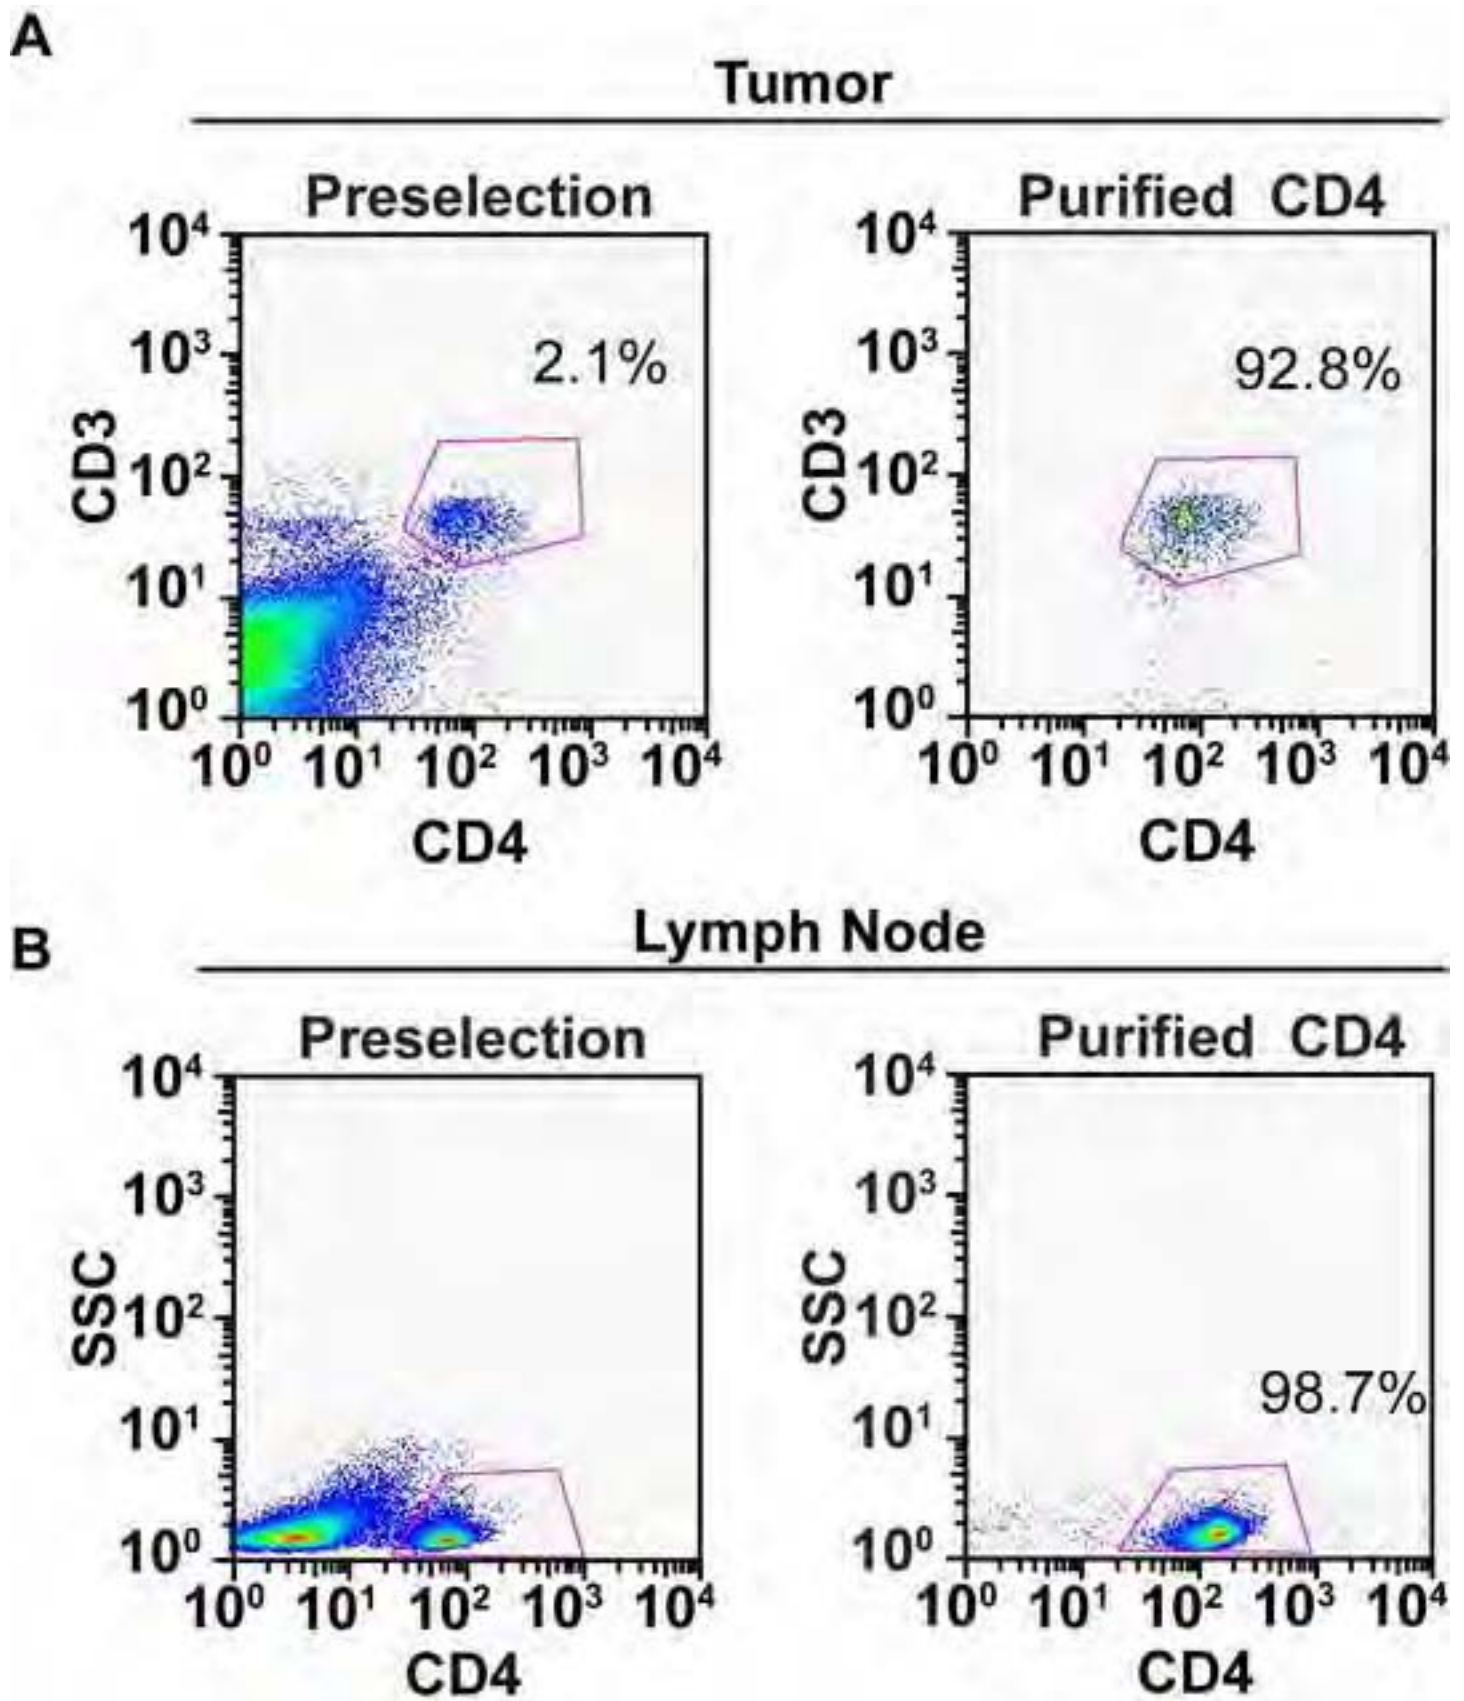 A
Tumor
Preselection
Purified CD4
10⁴
10³
10²
10¹
10⁰
CD3
2.1%
10⁰ 10¹ 10² 10³ 10⁴
CD4
10⁴
10³
10²
10¹
10⁰
CD3
92.8%
10⁰ 10¹ 10² 10³ 10⁴
CD4
B
Lymph Node
Preselection
Purified CD4
10⁴
10³
10²
10¹
10⁰
SSC
10⁰ 10¹ 10² 10³ 10⁴
CD4
10⁴
10³
10²
10¹
10⁰
SSC
98.7%
10⁰ 10¹ 10² 10³ 10⁴
CD4